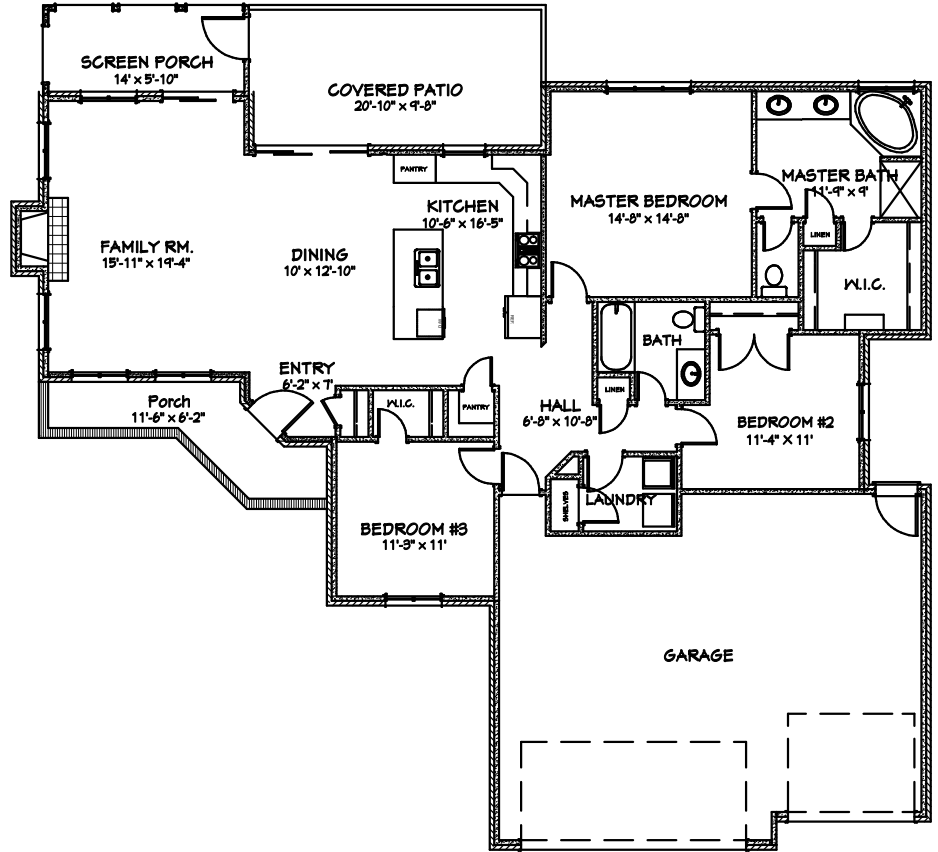 SCREEN PORCH
14' x 5'-10"
COVERED PATIO
20'-10" x 9'-8"
PANTRY
KITCHEN
10'-6" x 16'-5"
MASTER BEDROOM
14'-8" x 14'-8"
MASTER BATH
11'-9" x 9'
LINEN
W.I.C.
FAMILY RM.
15'-11" x 19'-4"
DINING
10' x 12'-10"
BATH
LINEN
ENTRY
6'-2" x 7'
W.I.C.
PANTRY
Porch
11'-6" x 6'-2"
HALL
6'-8" x 10'-8"
BEDROOM #2
11'-4" X 11'
SHELVES
LAUNDRY
BEDROOM #3
11'-3" x 11'
GARAGE